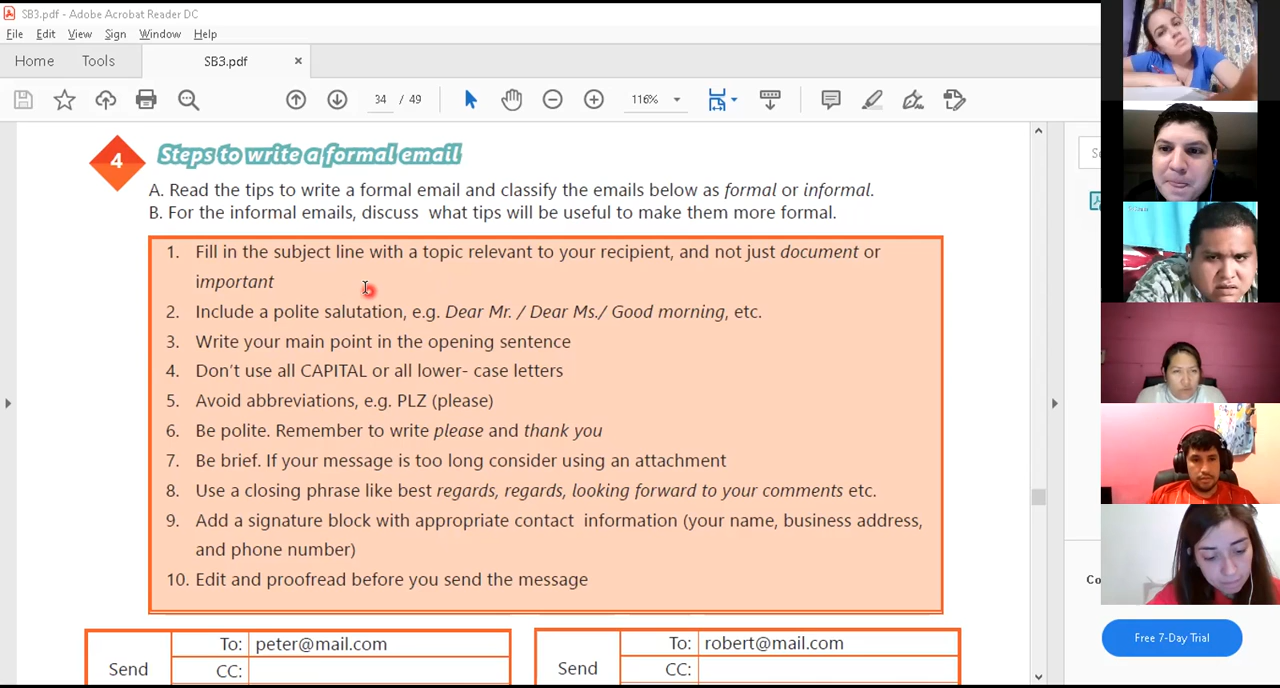 SB3.pdf - Adobe Acrobat Reader DC
File Edit View Sign Window Help
Home Tools SB3.pdf ×
34 / 49 116%
4 Steps to write a formal email
A. Read the tips to write a formal email and classify the emails below as formal or informal.
B. For the informal emails, discuss what tips will be useful to make them more formal.
1. Fill in the subject line with a topic relevant to your recipient, and not just document or
important
2. Include a polite salutation, e.g. Dear Mr. / Dear Ms./ Good morning, etc.
3. Write your main point in the opening sentence
4. Don't use all CAPITAL or all lower- case letters
5. Avoid abbreviations, e.g. PLZ (please)
6. Be polite. Remember to write please and thank you
7. Be brief. If your message is too long consider using an attachment
8. Use a closing phrase like best regards, regards, looking forward to your comments etc.
9. Add a signature block with appropriate contact information (your name, business address,
and phone number)
10. Edit and proofread before you send the message
To: peter@mail.com
Send
CC:
To: robert@mail.com
Send
CC:
Free 7-Day Trial